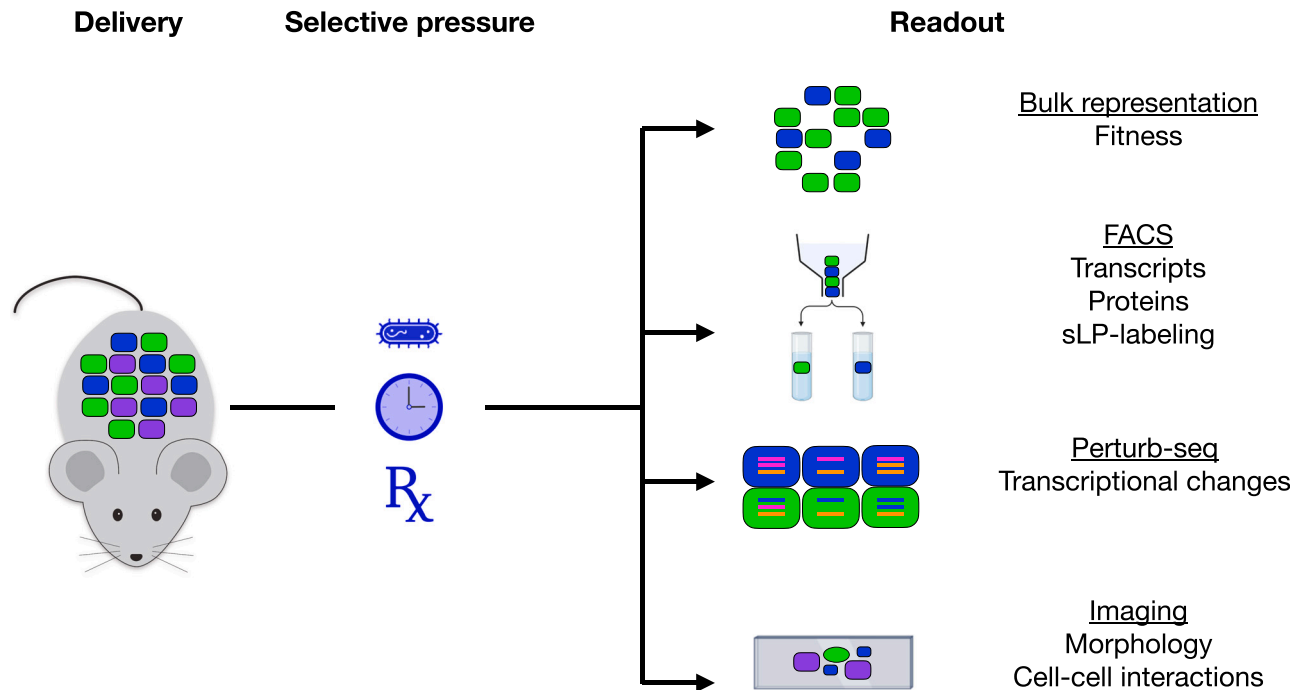 Delivery
Selective pressure
Readout
Bulk representation
Fitness
FACS
Transcripts
Proteins
sLP-labeling
Rx
Perturb-seq
Transcriptional changes
Imaging
Morphology
Cell-cell interactions